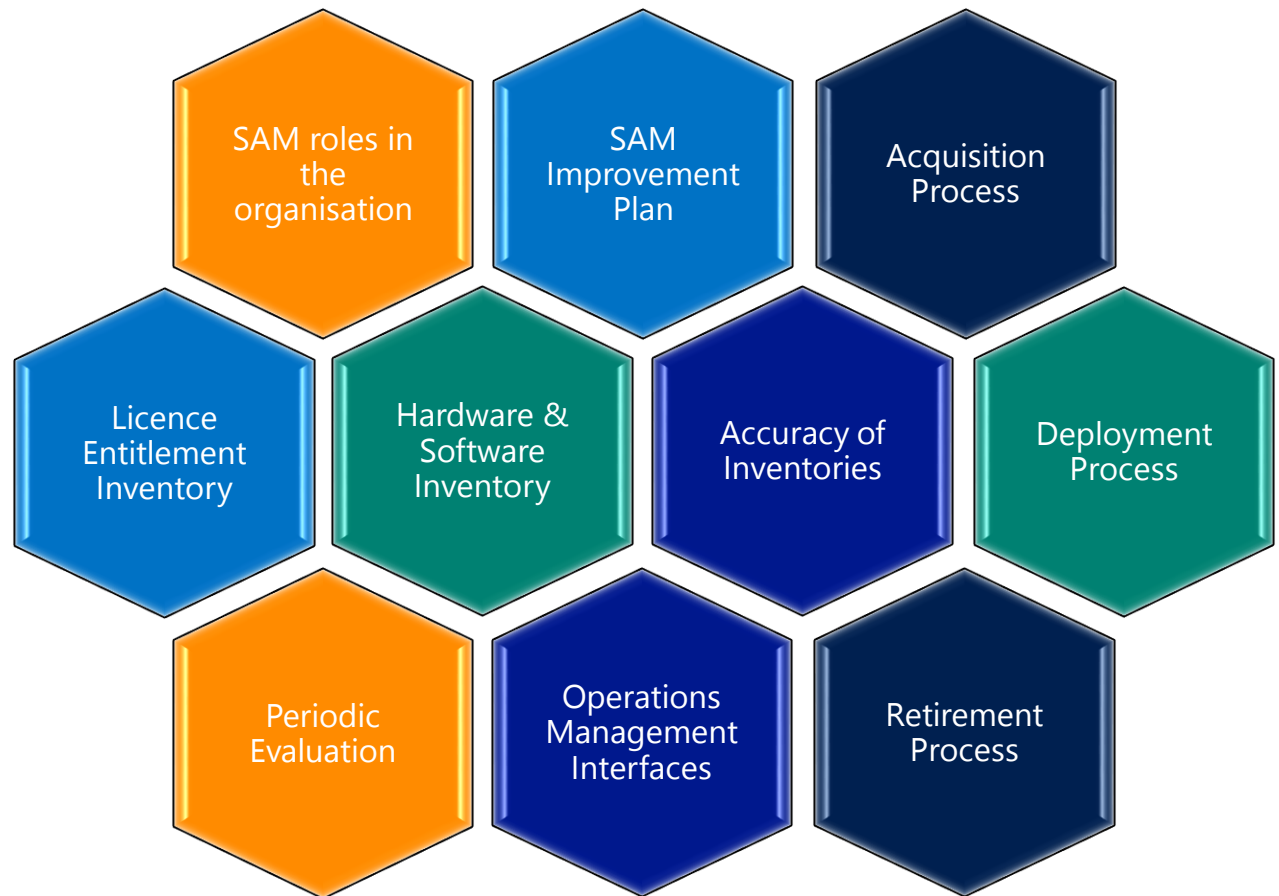 SAM roles in
the
organisation
SAM
Improvement
Plan
Acquisition
Process
Licence
Entitlement
Inventory
Hardware &
Software
Inventory
Accuracy of
Inventories
Deployment
Process
Periodic
Evaluation
Operations
Management
Interfaces
Retirement
Process